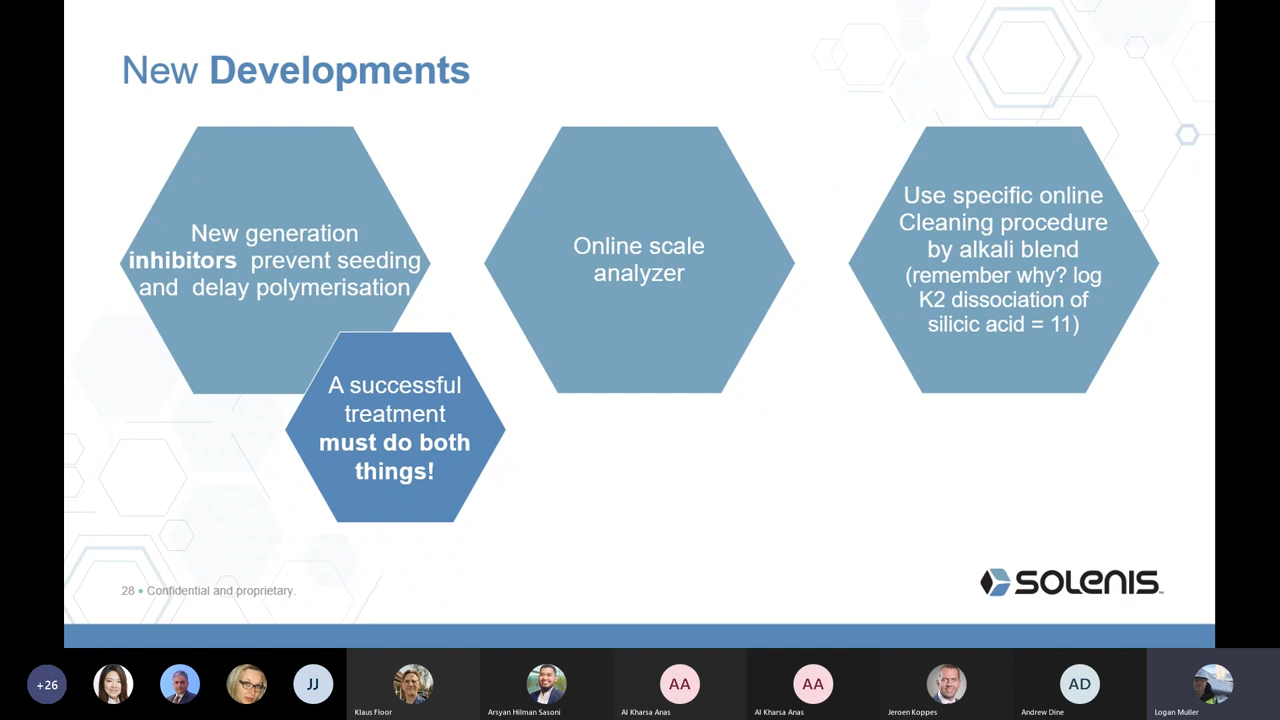 New Developments
New generation
inhibitors prevent seeding
and delay polymerisation
A successful
treatment
must do both
things!
Online scale
analyzer
Use specific online
Cleaning procedure
by alkali blend
(remember why? log
K2 dissociation of
silicic acid = 11)
28 • Confidential and proprietary.
SOLENIS
+26
JJ
Klaus Floor
Arsyan Hilman Sasoni
AA
Al Kharsa Anas
AA
Al Kharsa Anas
Jeroen Koppes
AD
Andrew Dine
Logan Muller